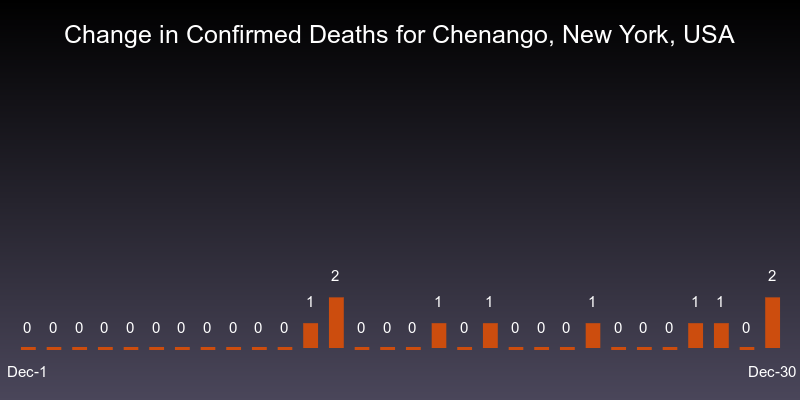 Change in Confirmed Deaths for Chenango, New York, USA
2 2
1 1 1 1 1 1
0 0 0 0 0 0 0 0 0 0 0 0 0 0 0 0 0 0 0 0 0 0
Dec-1 Dec-30